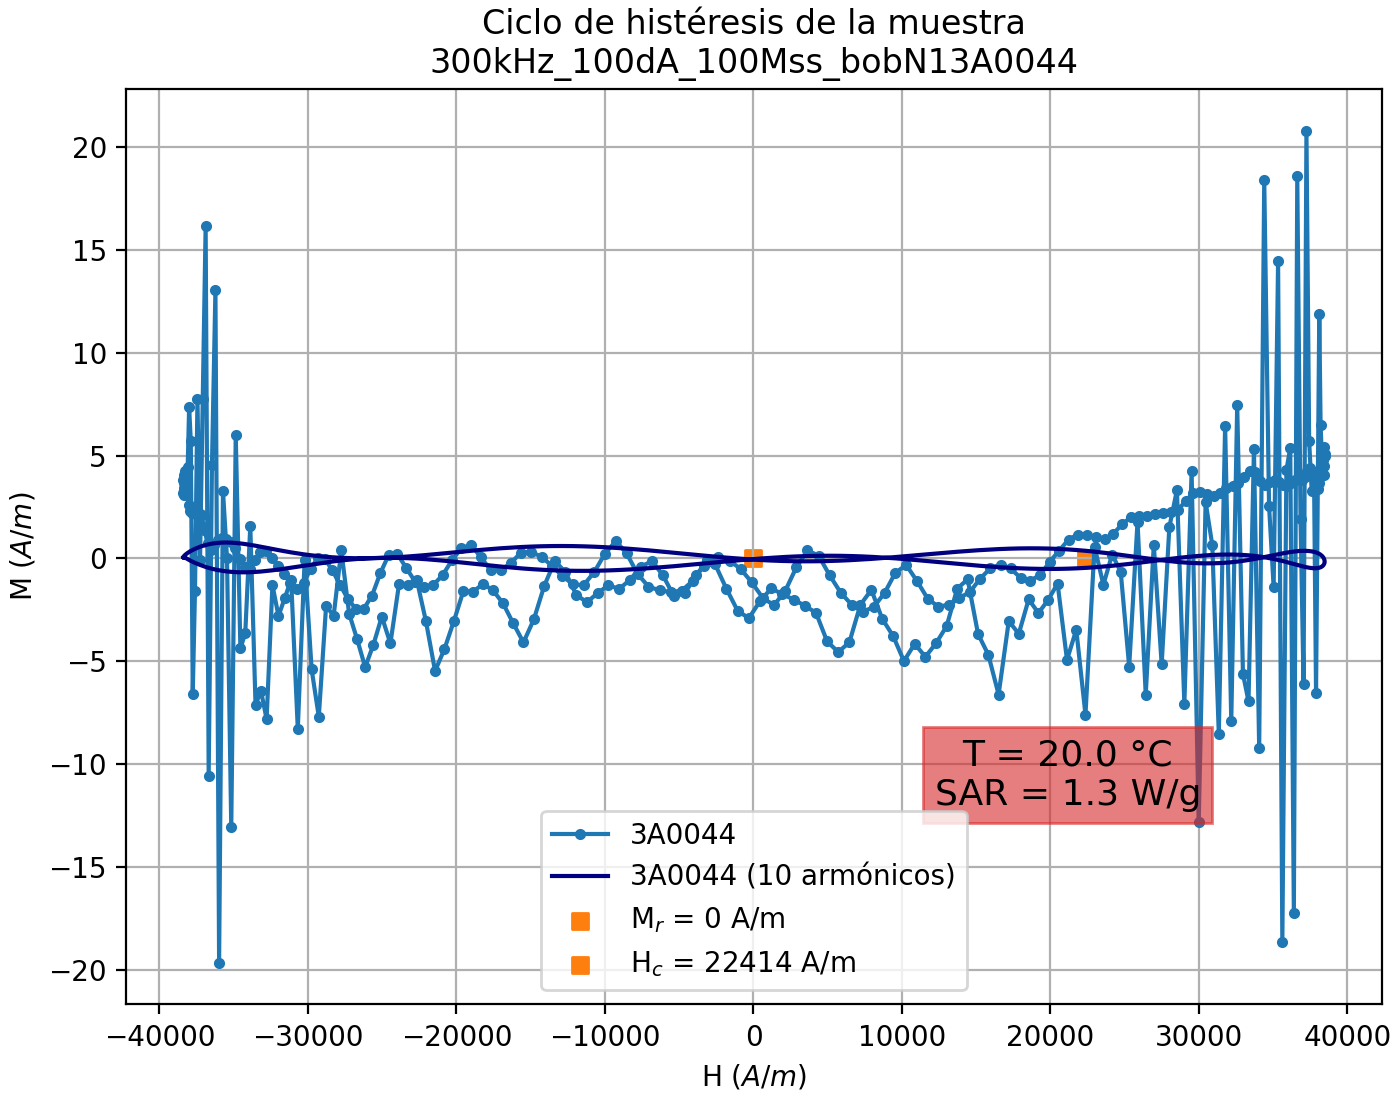 Ciclo de histéresis de la muestra
300kHz_100dA_100Mss_bobN13A0044
M (A/m)
20
15
10
5
0
−5
−10
−15
−20
T = 20.0 °C
SAR = 1.3 W/g
3A0044
3A0044 (10 armónicos)
Mᵣ = 0 A/m
H_c = 22414 A/m
−40000 −30000 −20000 −10000 0 10000 20000 30000 40000
H (A/m)